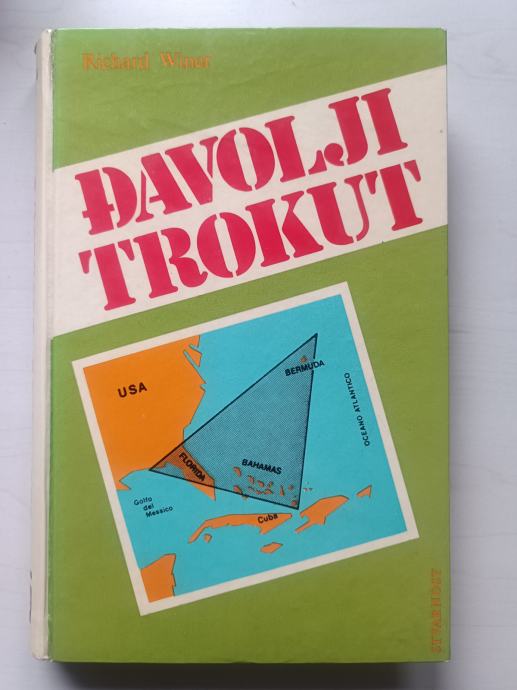 Richard Winer
ĐAVOLJI
TROKUT
USA
BERMUDA
OCEANO ATLANTICO
FLORIDA
BAHAMAS
Golfo
del
Messico
Cuba
STVARNOST